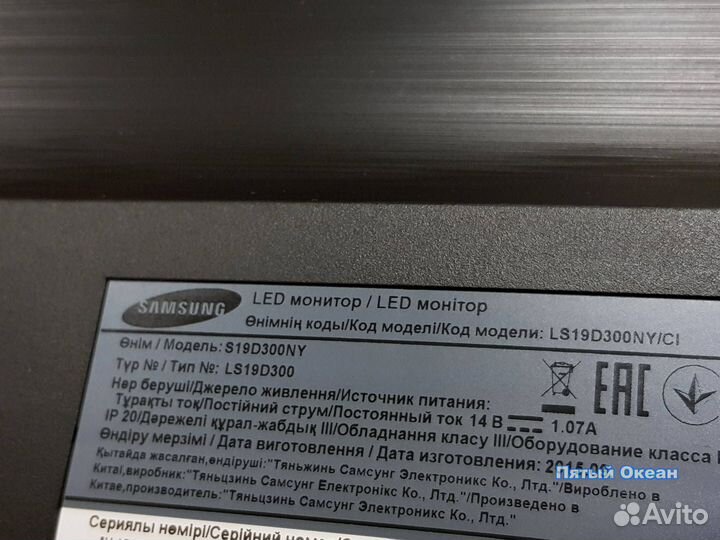 SAMSUNG
LED монитор / LED монітор
Өнімнің коды/Код моделі/Код модели: LS19D300NY/CI
Өнім / Модель: S19D300NY
Түр № / Тип №: LS19D300
Нәр беруші/Джерело живлення/Источник питания:
Тұрақты тоқ/Постійний струм/Постоянный ток 14 В 1.07A
IP 20/Дәрежелі құрал-жабдық III/Обладнання класу III/Оборудование класса
Өндіру мерзімі / Дата виготовлення / Дата изготовления:
Қытайда жасалған,өндіруші:"Тяньжинь Самсунг Электроникс Ко., Лтд."/Вироблено в
Китаї,виробник:"Тяньцзинь Самсунг Електронікс Ко., Лтд."/Произведено в
Китае,производитель:"Тяньцзинь Самсунг Электроникс Ко., Лтд."
Сериялы нөмірі/Серійний номер/
EAC
Пятый Океан
Avito